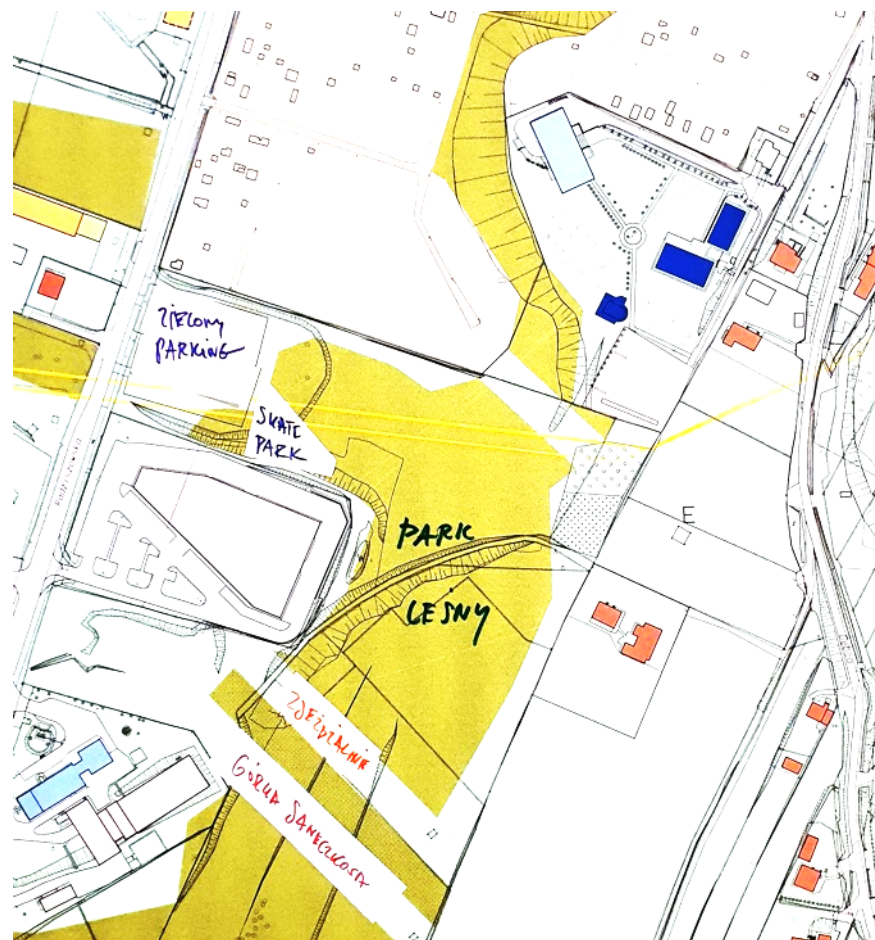 ZIELONY
PARKING
SKATE
PARK
E
PARK
LEŚNY
ZJEŻDŻALNIA
GÓRKA SANECZKOWA